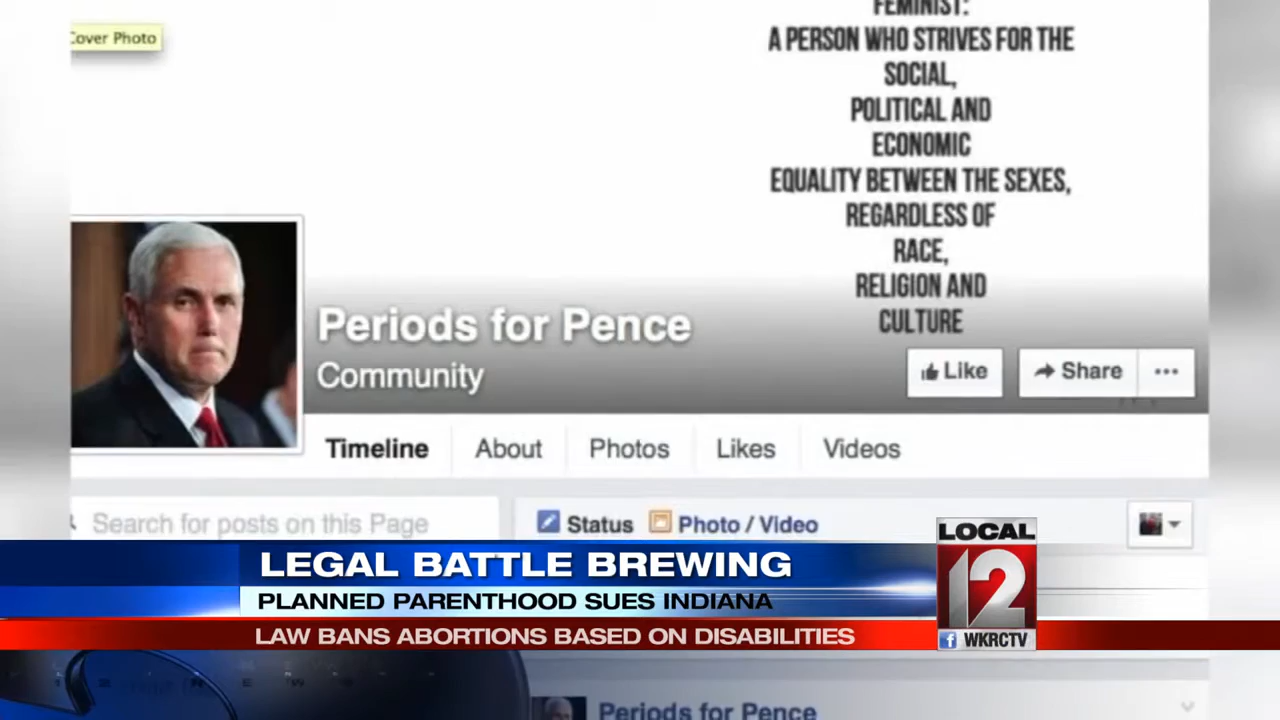 Cover Photo
FEMINIST:
A PERSON WHO STRIVES FOR THE
SOCIAL,
POLITICAL AND
ECONOMIC
EQUALITY BETWEEN THE SEXES,
REGARDLESS OF
RACE,
RELIGION AND
CULTURE
Periods for Pence
Community
Like
Share
Timeline
About
Photos
Likes
Videos
Search for posts on this Page
Status
Photo / Video
LEGAL BATTLE BREWING
PLANNED PARENTHOOD SUES INDIANA
LAW BANS ABORTIONS BASED ON DISABILITIES
LOCAL
12
f WKRCTV
Periods for Pence